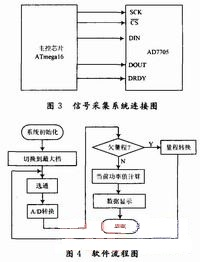 SCK
CS
主控芯片
ATmega16
DIN
AD7705
DOUT
DRDY
图3 信号采集系统连接图
系统初始化
切换到最大档
选通
A/D转换
欠量程?
Y
量程转换
N
当前功率值计算
数据显示
图4 软件流程图